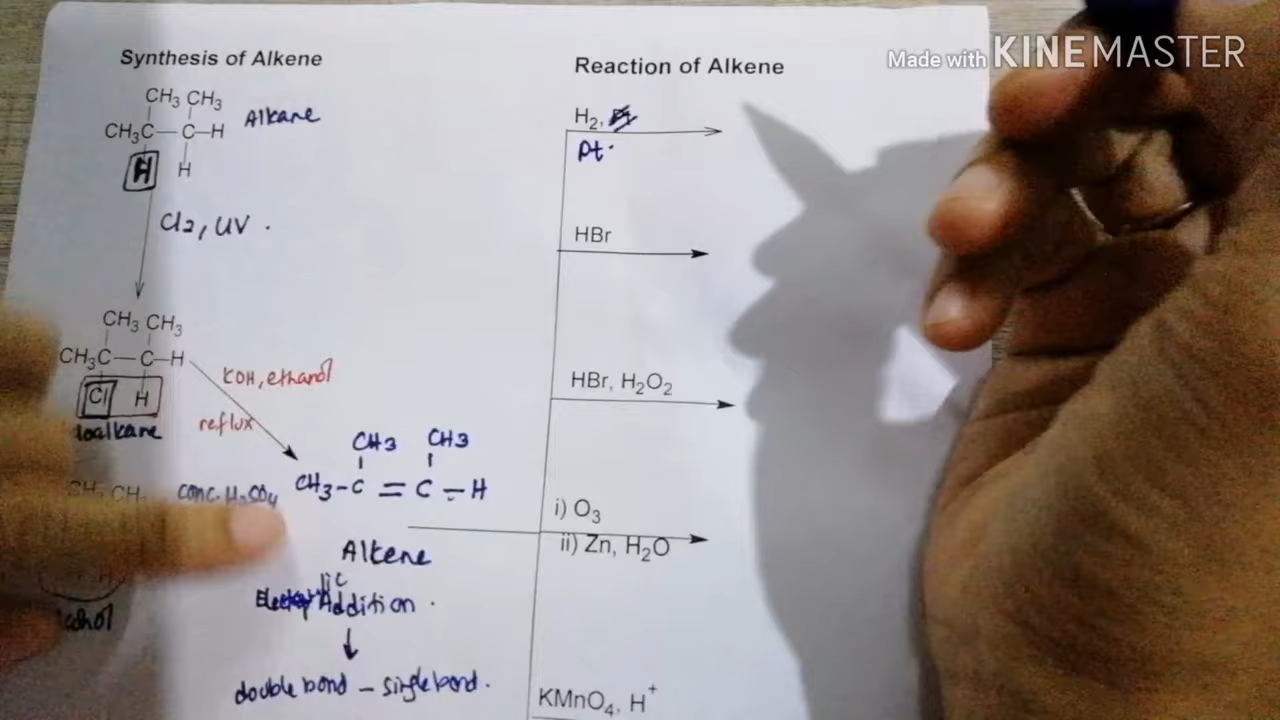 Made with KINEMASTER
Synthesis of Alkene
CH3 CH3
CH3C — C — H
H H
Alkane
Cl2, UV .
CH3 CH3
CH3C — C — H
Cl H
loalkane
KOH, ethanol
reflux
CH3 CH3
CH3 - C = C - H
conc. H2SO4
Alkene
Addition .
double bond - single bond.
Reaction of Alkene
H2,
Pt.
HBr
HBr, H2O2
i) O3
ii) Zn, H2O
KMnO4, H+